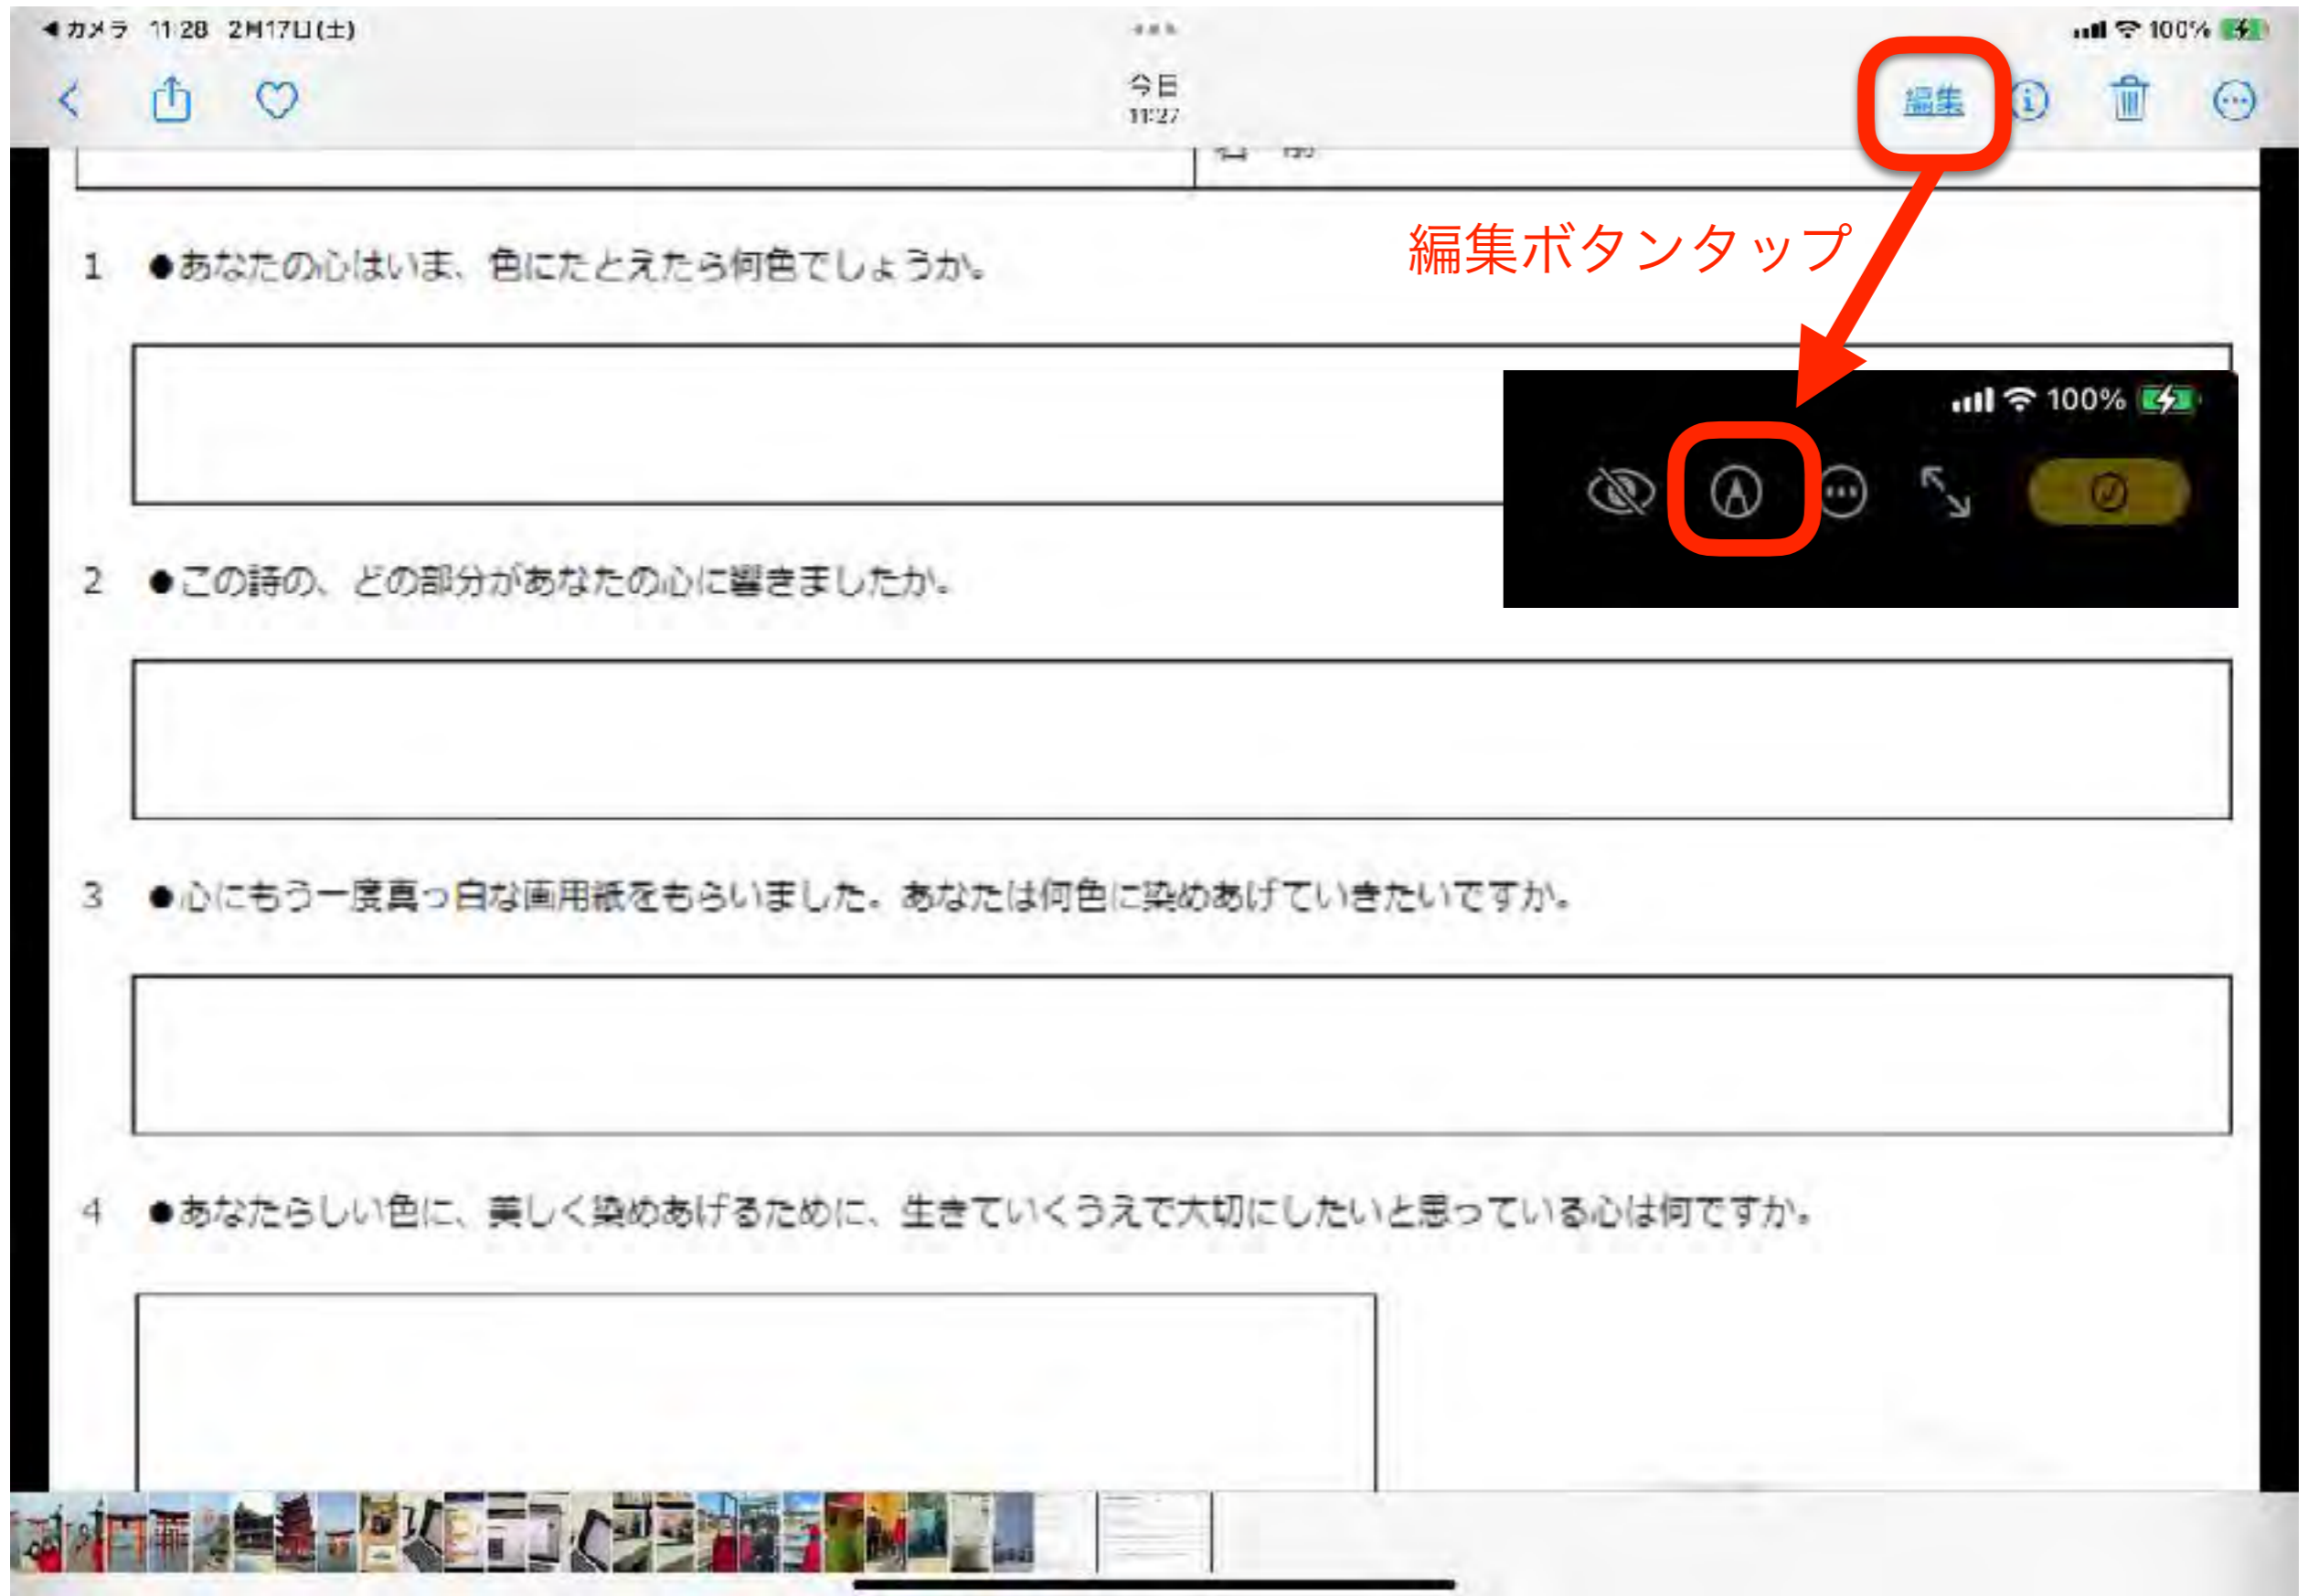 ◀カメラ 11:28 2月17日(土)
100%
今日
11:27
編集
名 前
編集ボタンタップ
1 ●あなたの心はいま、色にたとえたら何色でしょうか。
100%
2 ●この詩の、どの部分があなたの心に響きましたか。
3 ●心にもう一度真っ白な画用紙をもらいました。あなたは何色に染めあげていきたいですか。
4 ●あなたらしい色に、美しく染めあげるために、生きていくうえで大切にしたいと思っている心は何ですか。